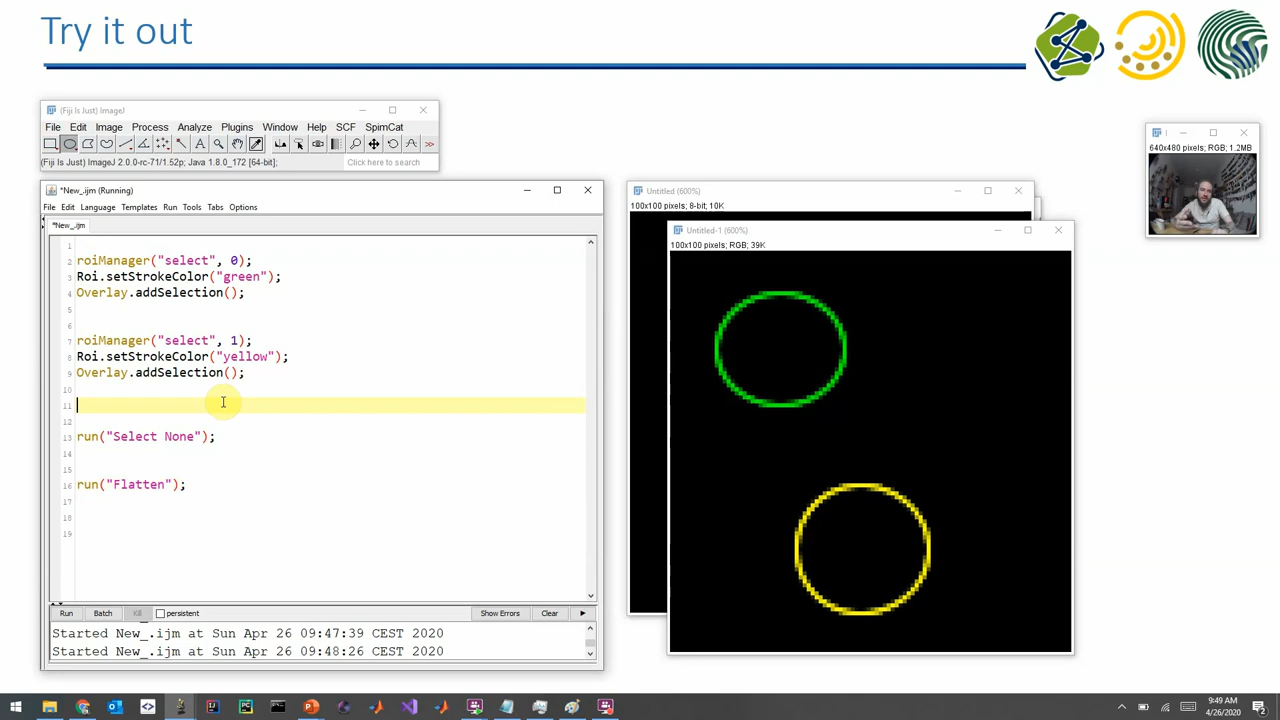 Try it out
(Fiji Is Just) ImageJ
File Edit Image Process Analyze Plugins Window Help SCF SpimCat
A
>>
(Fiji Is Just) ImageJ 2.0.0-rc-71/1.52p; Java 1.8.0_172 [64-bit];
Click here to search
640x480 pixels; RGB; 1.2MB
*New_.ijm (Running)
File Edit Language Templates Run Tools Tabs Options
*New_.ijm
1
2 roiManager("select", 0);
3 Roi.setStrokeColor("green");
4 Overlay.addSelection();
5
6
7 roiManager("select", 1);
8 Roi.setStrokeColor("yellow");
9 Overlay.addSelection();
10
11
12
13 run("Select None");
14
15
16 run("Flatten");
17
18
19
Run Batch Kill persistent Show Errors Clear
Started New_.ijm at Sun Apr 26 09:47:39 CEST 2020
Started New_.ijm at Sun Apr 26 09:48:26 CEST 2020
Untitled (600%)
100x100 pixels; 8-bit; 10K
Untitled-1 (600%)
100x100 pixels; RGB; 39K
9:49 AM
4/26/2020